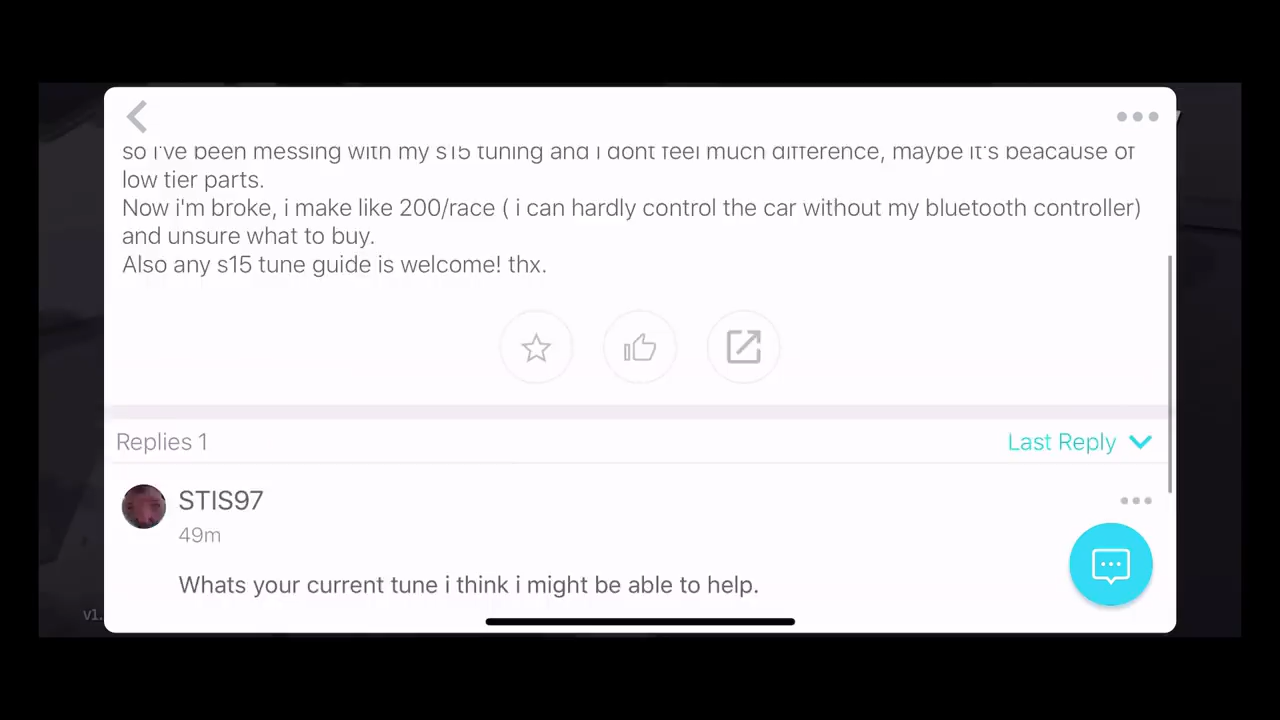 so i've been messing with my s15 tuning and i dont feel much difference, maybe it's beacause of
low tier parts.
Now i'm broke, i make like 200/race ( i can hardly control the car without my bluetooth controller)
and unsure what to buy.
Also any s15 tune guide is welcome! thx.
Replies 1
Last Reply
STIS97
49m
Whats your current tune i think i might be able to help.
v1.